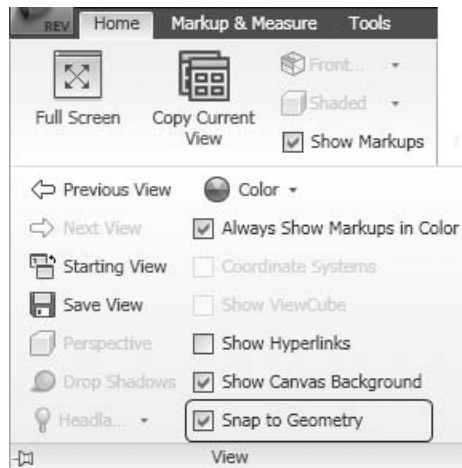 REV Home Markup & Measure Tools
Full Screen
Copy Current View
Front...
Shaded
Show Markups
Previous View
Color
Next View
Always Show Markups in Color
Starting View
Coordinate Systems
Save View
Show ViewCube
Perspective
Show Hyperlinks
Drop Shadows
Show Canvas Background
Headla...
Snap to Geometry
View